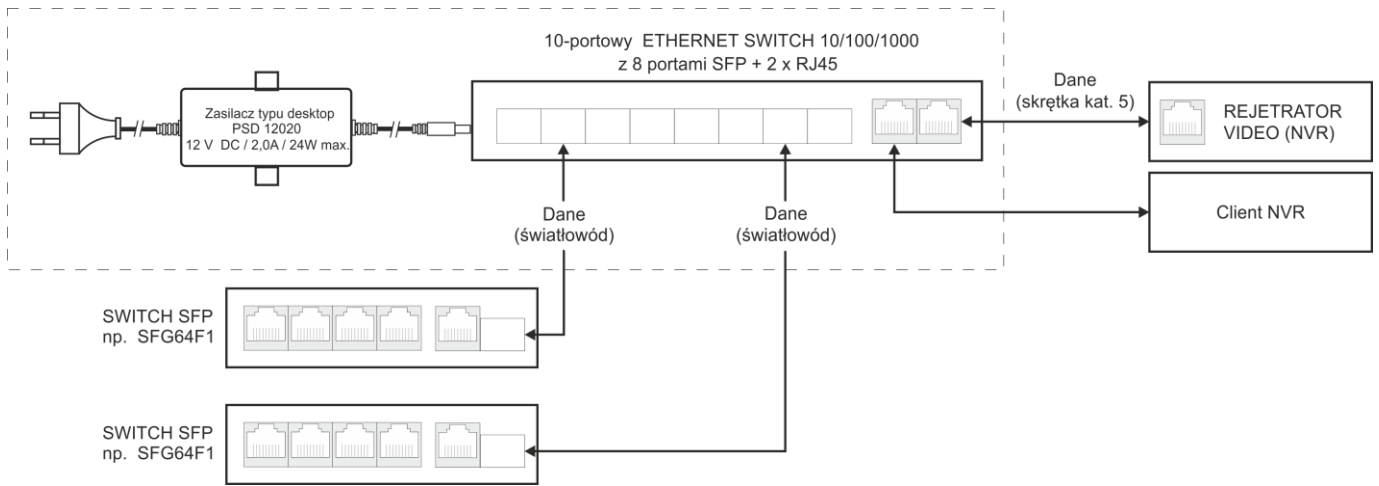 10-portowy ETHERNET SWITCH 10/100/1000
z 8 portami SFP + 2 x RJ45
Zasilacz typu desktop
PSD 12020
12 V DC / 2,0A / 24W max.
Dane
(skrętka kat. 5)
REJETRATOR
VIDEO (NVR)
Client NVR
Dane
(światłowód)
Dane
(światłowód)
SWITCH SFP
np. SFG64F1
SWITCH SFP
np. SFG64F1